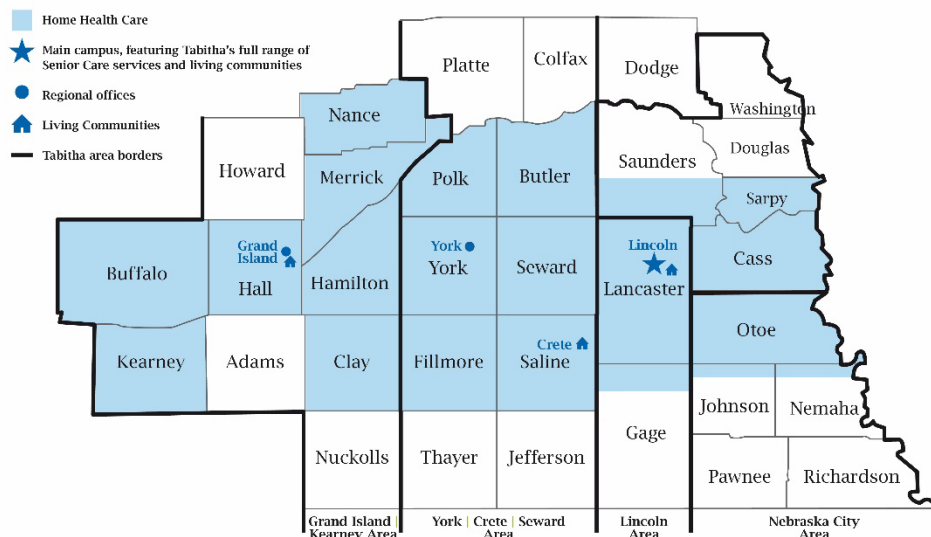 Home Health Care
Main campus, featuring Tabitha's full range of
Senior Care services and living communities
Regional offices
Living Communities
Tabitha area borders
Platte
Colfax
Dodge
Washington
Nance
Douglas
Howard
Merrick
Polk
Butler
Saunders
Sarpy
Grand
Island
Hall
Buffalo
Hamilton
York
York
Seward
Lincoln
Lancaster
Cass
Otoe
Kearney
Adams
Clay
Fillmore
Crete
Saline
Johnson
Nemaha
Gage
Nuckolls
Thayer
Jefferson
Pawnee
Richardson
Grand Island |
Kearney Area
York | Crete | Seward
Area
Lincoln
Area
Nebraska City
Area